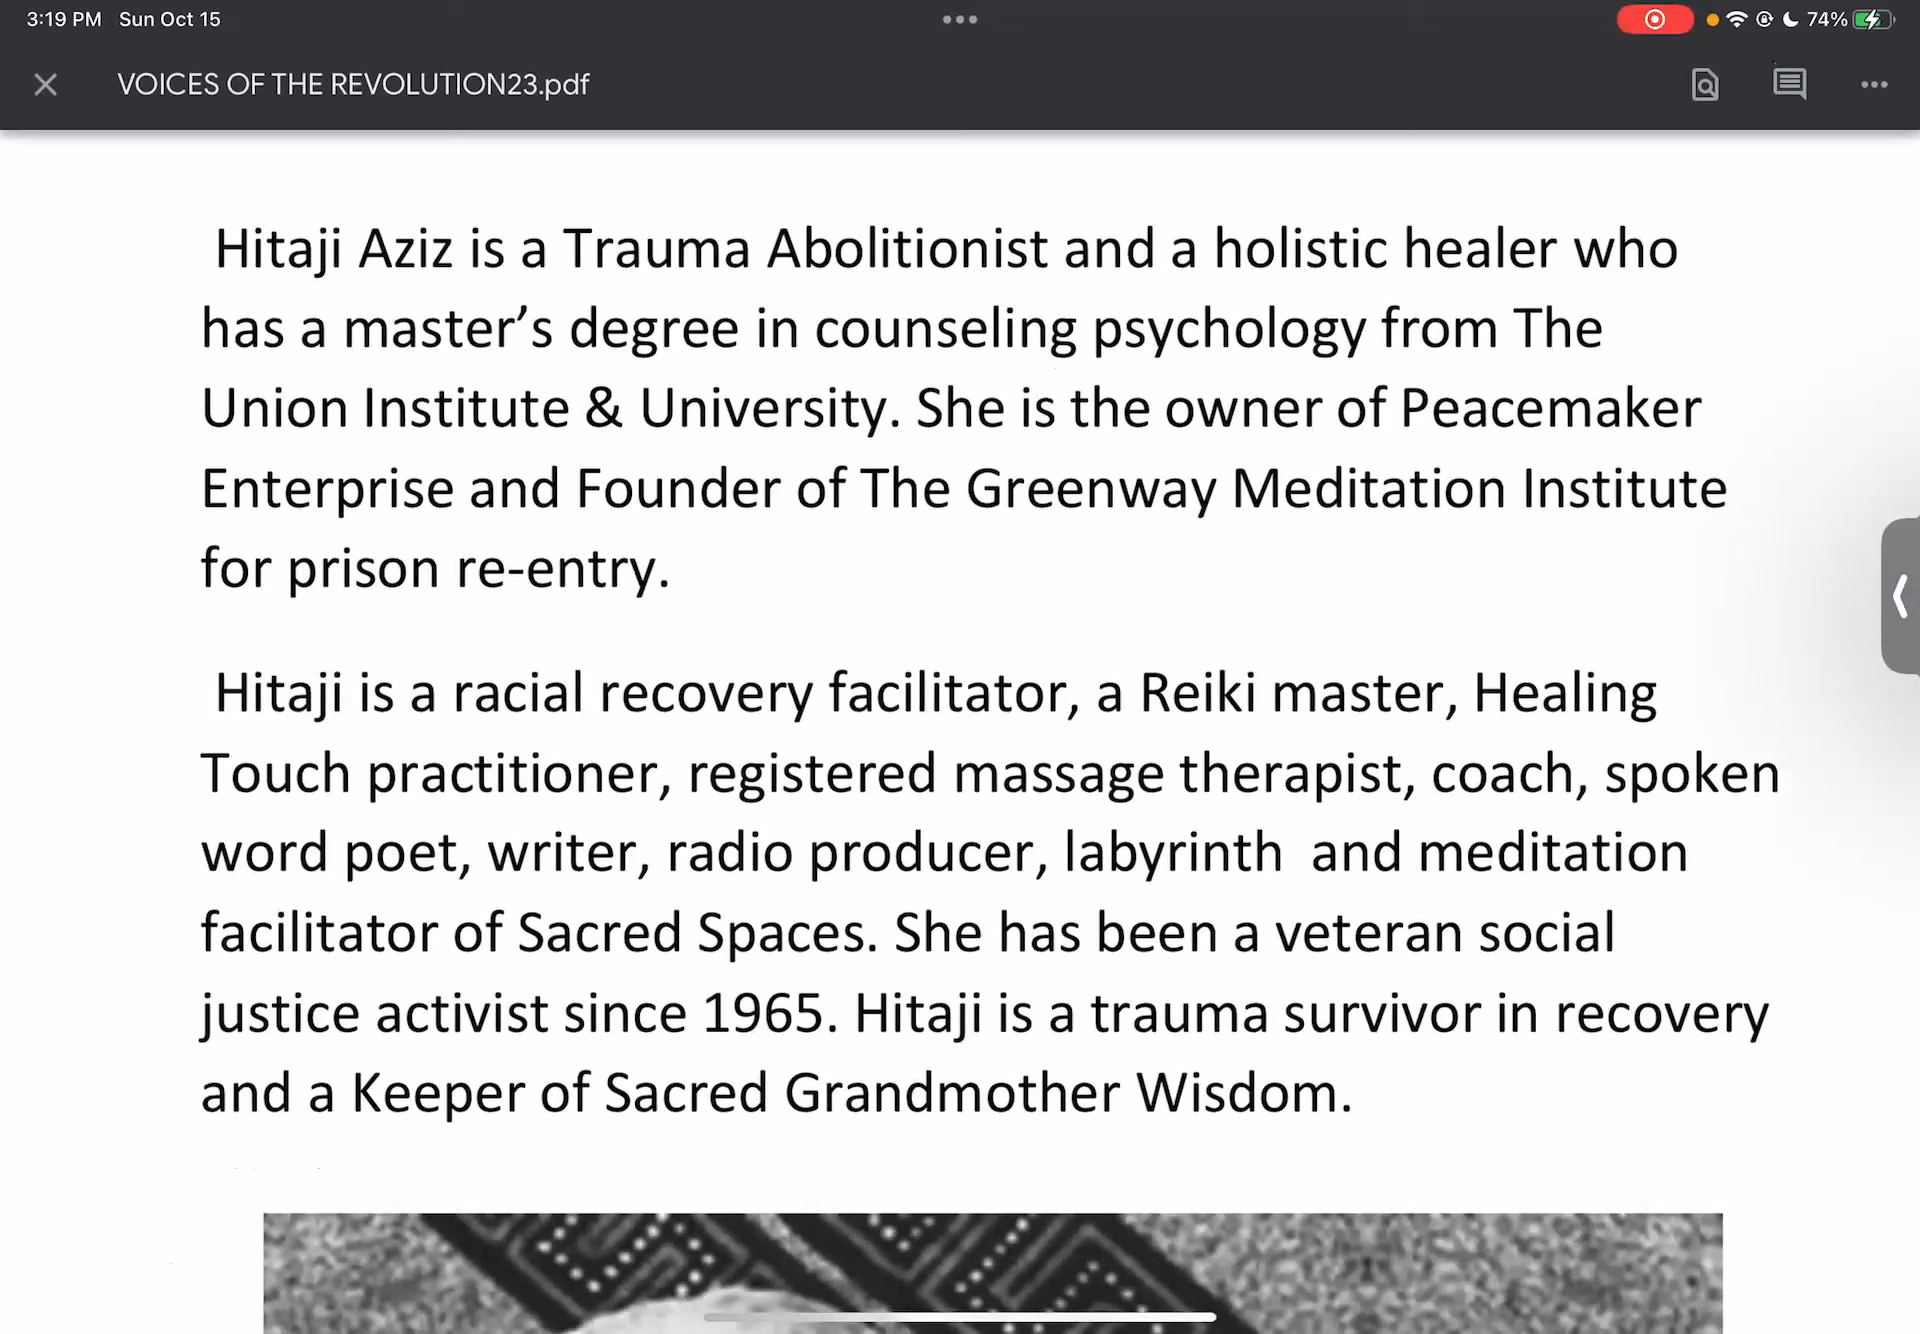 3:19 PM Sun Oct 15
74%
VOICES OF THE REVOLUTION23.pdf
Hitaji Aziz is a Trauma Abolitionist and a holistic healer who
has a master’s degree in counseling psychology from The
Union Institute & University. She is the owner of Peacemaker
Enterprise and Founder of The Greenway Meditation Institute
for prison re-entry.
Hitaji is a racial recovery facilitator, a Reiki master, Healing
Touch practitioner, registered massage therapist, coach, spoken
word poet, writer, radio producer, labyrinth and meditation
facilitator of Sacred Spaces. She has been a veteran social
justice activist since 1965. Hitaji is a trauma survivor in recovery
and a Keeper of Sacred Grandmother Wisdom.